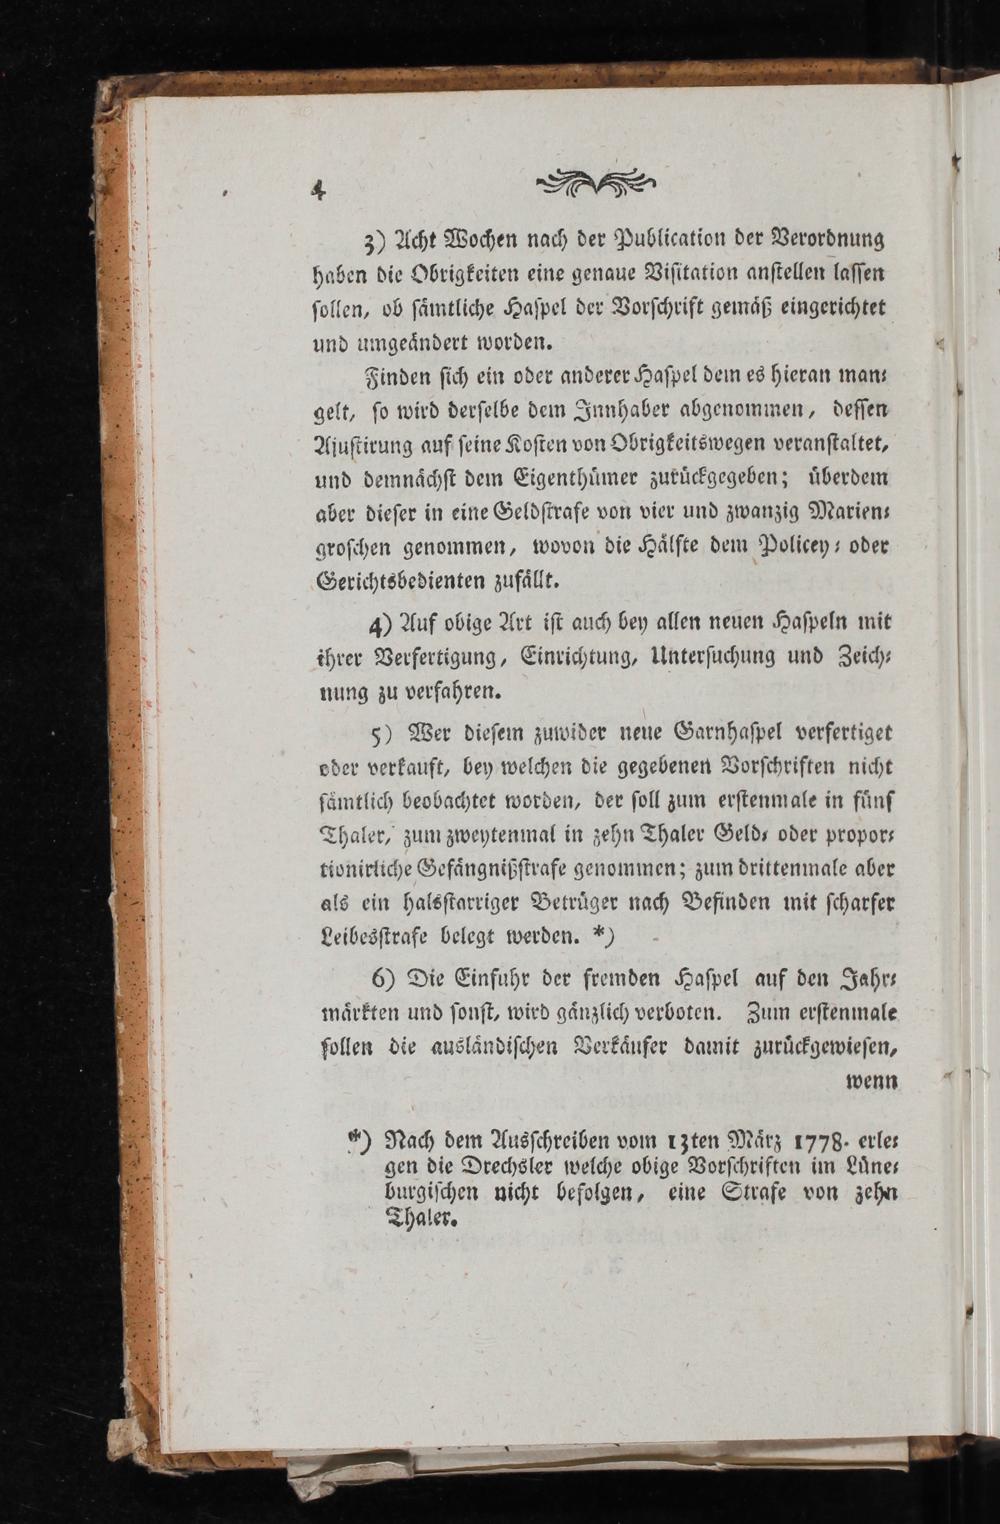 4
3) Acht Wochen nach der Publication der Verordnung
haben die Obrigkeiten eine genaue Visitation anstellen lassen
sollen, ob sämtliche Haspel der Vorschrift gemäß eingerichtet
und umgeändert worden.
Finden sich ein oder anderer Haspel dem es hieran man-
gelt, so wird derselbe dem Innhaber abgenommen, dessen
Ajustirung auf seine Kosten von Obrigkeitswegen veranstaltet,
und demnächst dem Eigenthümer zurückgegeben; überdem
aber dieser in eine Geldstrafe von vier und zwanzig Marien-
groschen genommen, wovon die Hälfte dem Policey- oder
Gerichtsbedienten zufällt.
4) Auf obige Art ist auch bey allen neuen Haspeln mit
ihrer Verfertigung, Einrichtung, Untersuchung und Zeich-
nung zu verfahren.
5) Wer diesem zuwider neue Garnhaspel verfertiget
oder verkauft, bey welchen die gegebenen Vorschriften nicht
sämtlich beobachtet worden, der soll zum erstenmale in fünf
Thaler, zum zweytenmal in zehn Thaler Geld- oder propor-
tionirliche Gefängnißstrafe genommen; zum drittenmale aber
als ein halsstarriger Betrüger nach Befinden mit scharfer
Leibesstrafe belegt werden. *)
6) Die Einfuhr der fremden Haspel auf den Jahr-
märkten und sonst, wird gänzlich verboten. Zum erstenmale
sollen die ausländischen Verkäufer damit zurückgewiesen,
wenn
*) Nach dem Ausschreiben vom 13ten März 1778. erle-
gen die Drechsler welche obige Vorschriften im Lüne-
burgischen nicht befolgen, eine Strafe von zehn
Thaler.